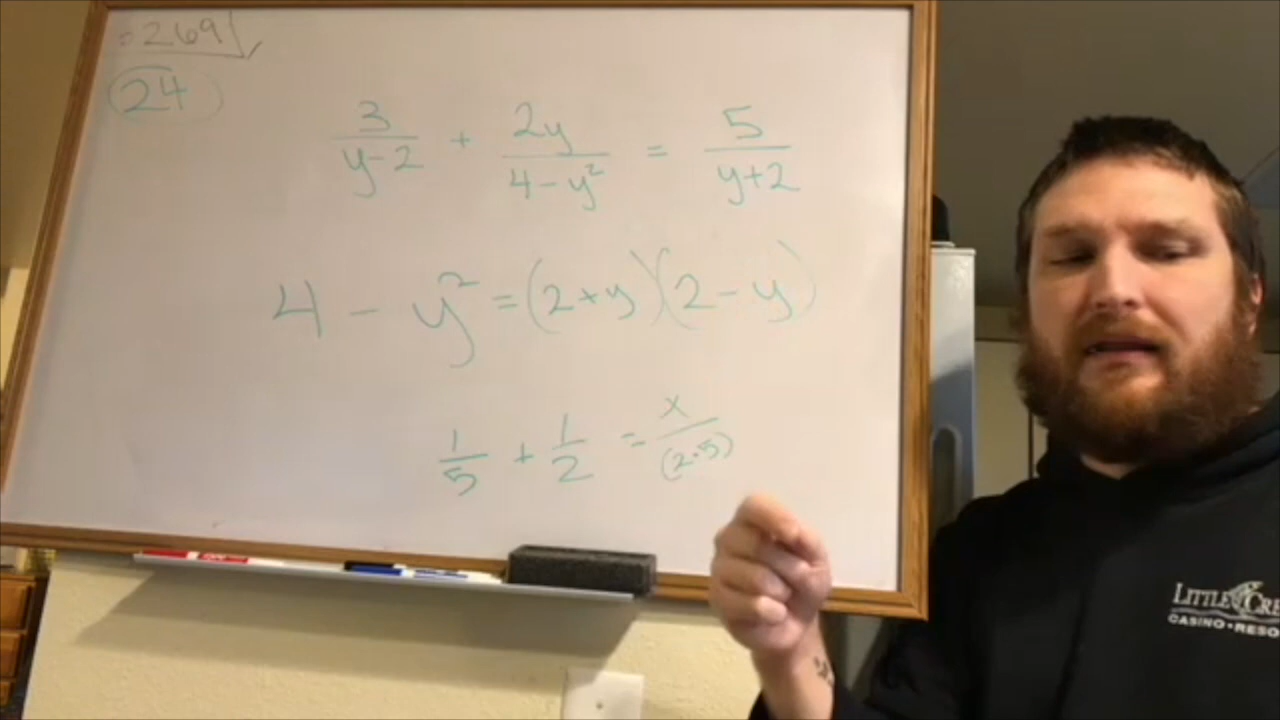 = 269
24
3/(y-2) + 2y/(4-y²) = 5/(y+2)
4 - y² = (2+y)(2-y)
1/5 + 1/2 = x/(2·5)
LITTLE
CASINO • RESO